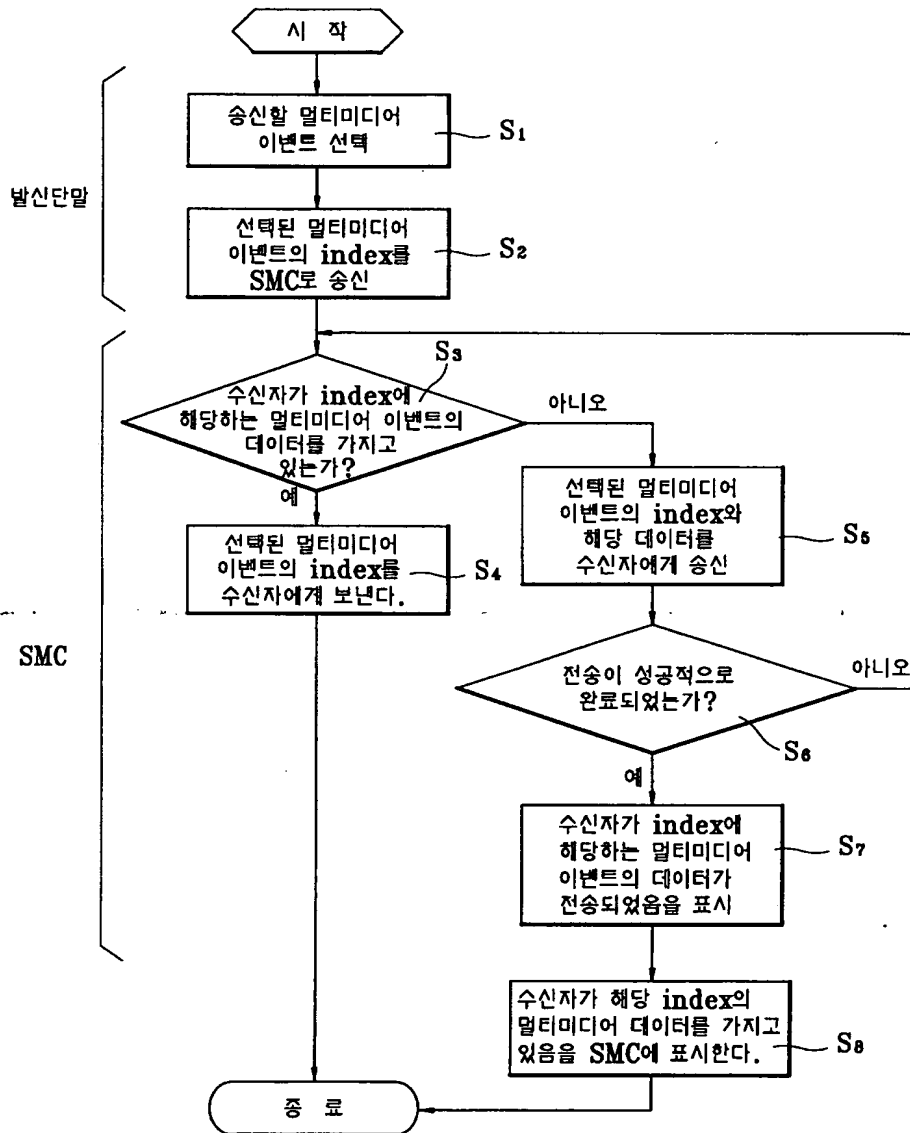 시 작
송신할 멀티미디어
이벤트 선택
S1
발신단말
선택된 멀티미디어
이벤트의 index를
SMC로 송신
S2
S3
수신자가 index에
해당하는 멀티미디어 이벤트의
데이터를 가지고
있는가?
아니오
예
선택된 멀티미디어
이벤트의 index를
수신자에게 보낸다.
S4
선택된 멀티미디어
이벤트의 index와
해당 데이터를
수신자에게 송신
S5
SMC
전송이 성공적으로
완료되었는가?
아니오
S6
예
수신자가 index에
해당하는 멀티미디어
이벤트의 데이터가
전송되었음을 표시
S7
수신자가 해당 index의
멀티미디어 데이터를 가지고
있음을 SMC에 표시한다.
S8
종 료